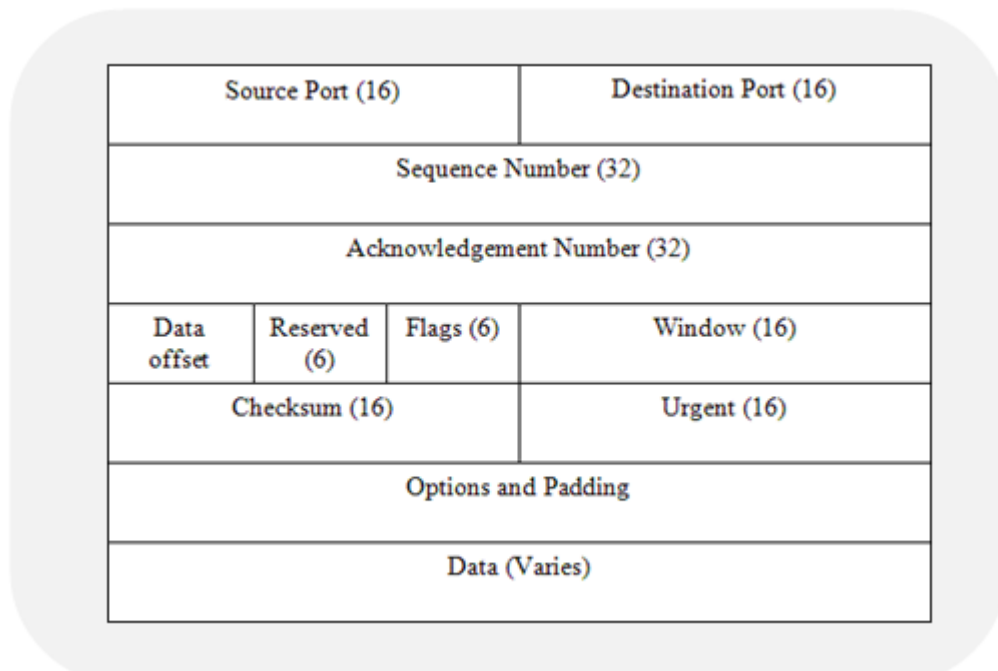 Source Port (16)
Destination Port (16)
Sequence Number (32)
Acknowledgement Number (32)
Data
offset
Reserved
(6)
Flags (6)
Window (16)
Checksum (16)
Urgent (16)
Options and Padding
Data (Varies)